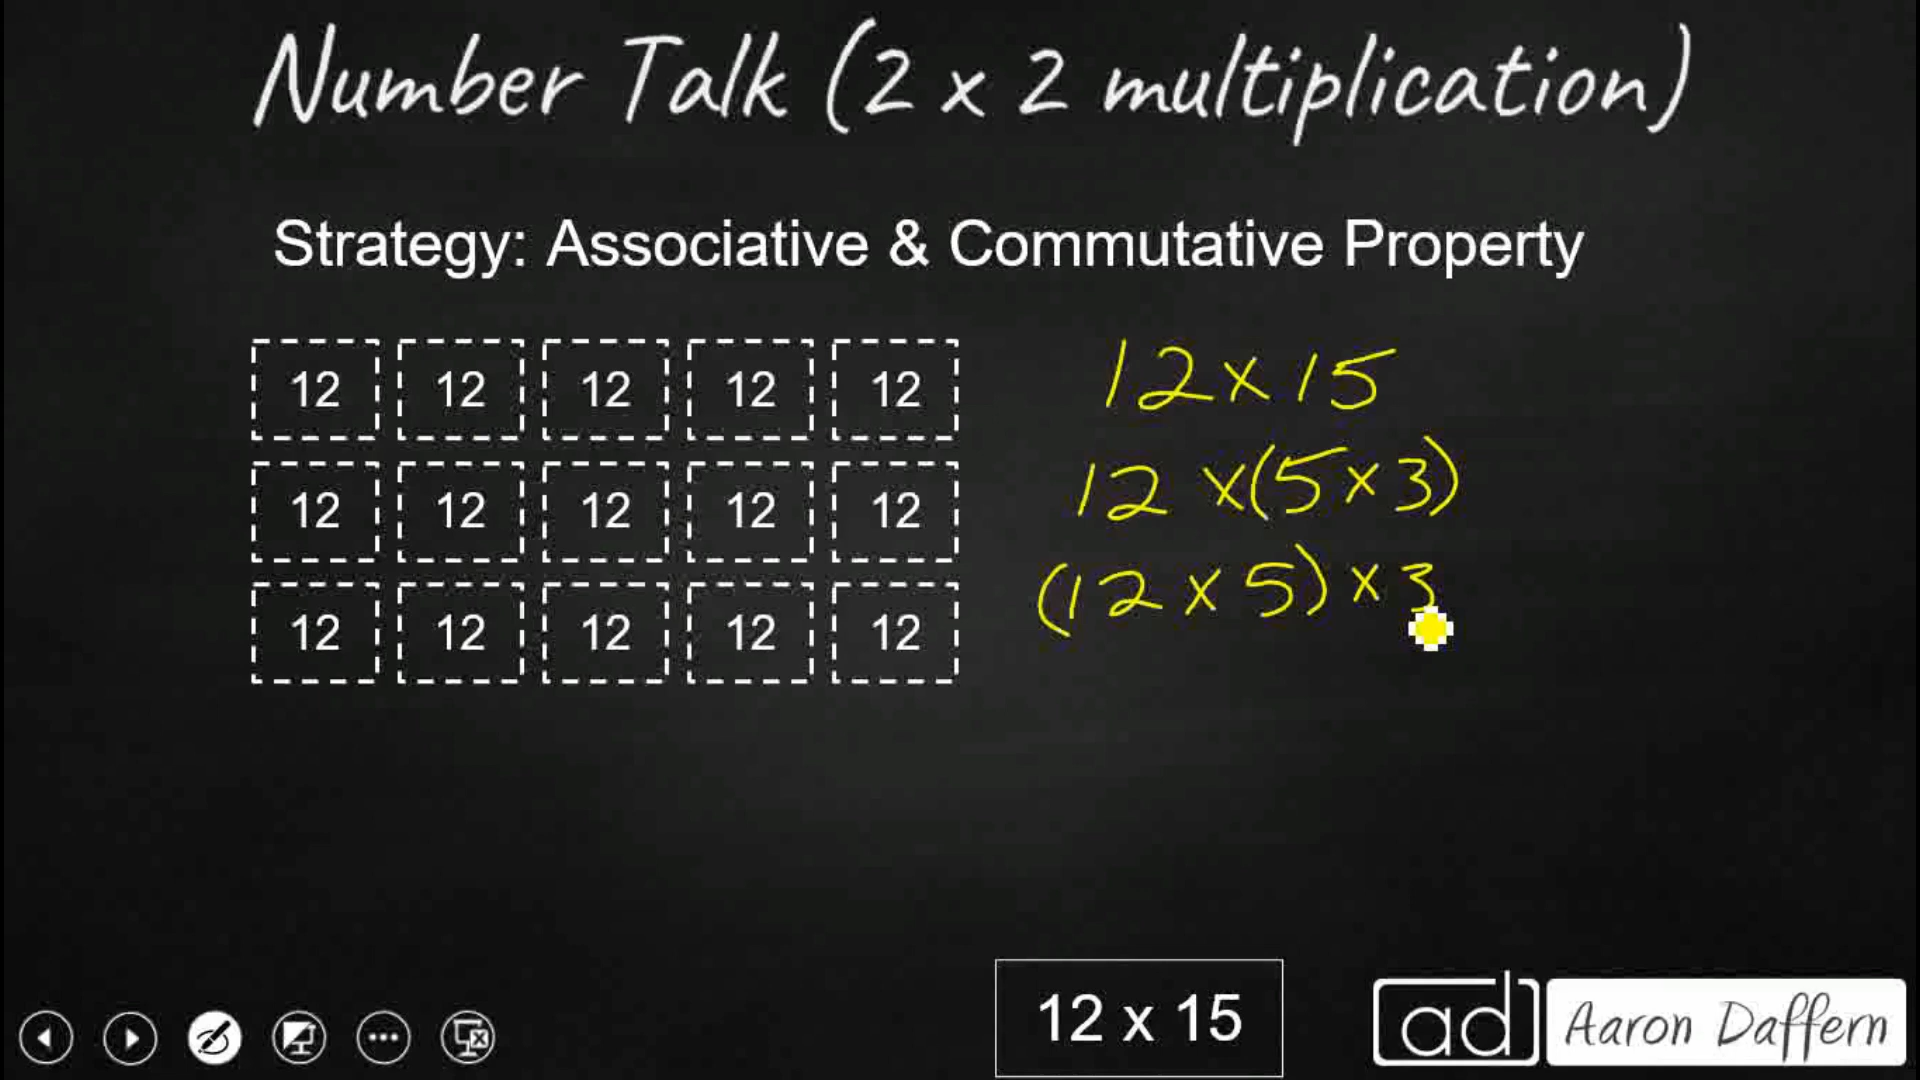 Number Talk (2 x 2 multiplication)
Strategy: Associative & Commutative Property
12 12 12 12 12
12 12 12 12 12
12 12 12 12 12
12 x 15
12 x (5 x 3)
(12 x 5) x 3
12 x 15
ad Aaron Daffern